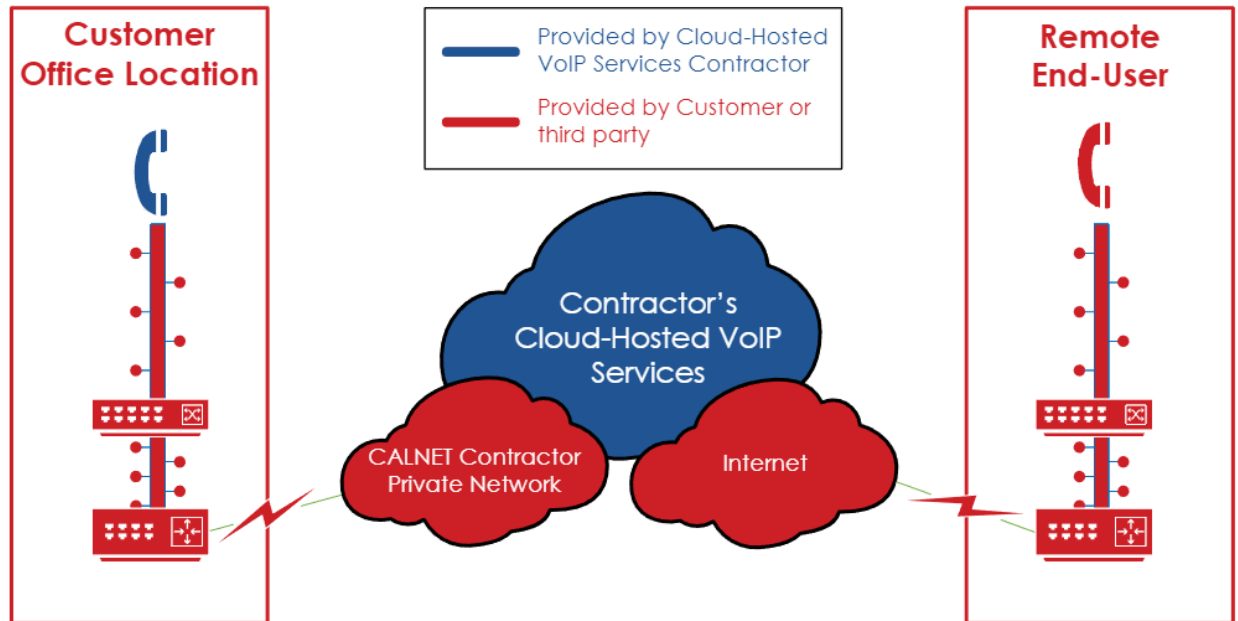 Customer
Office Location
Provided by Cloud-Hosted
VoIP Services Contractor
Provided by Customer or
third party
Remote
End-User
Contractor's
Cloud-Hosted VoIP
Services
CALNET Contractor
Private Network
Internet